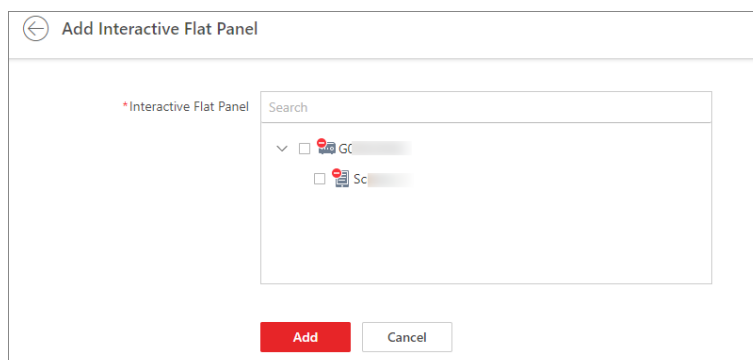 Add Interactive Flat Panel
*Interactive Flat Panel
Search
Add
Cancel